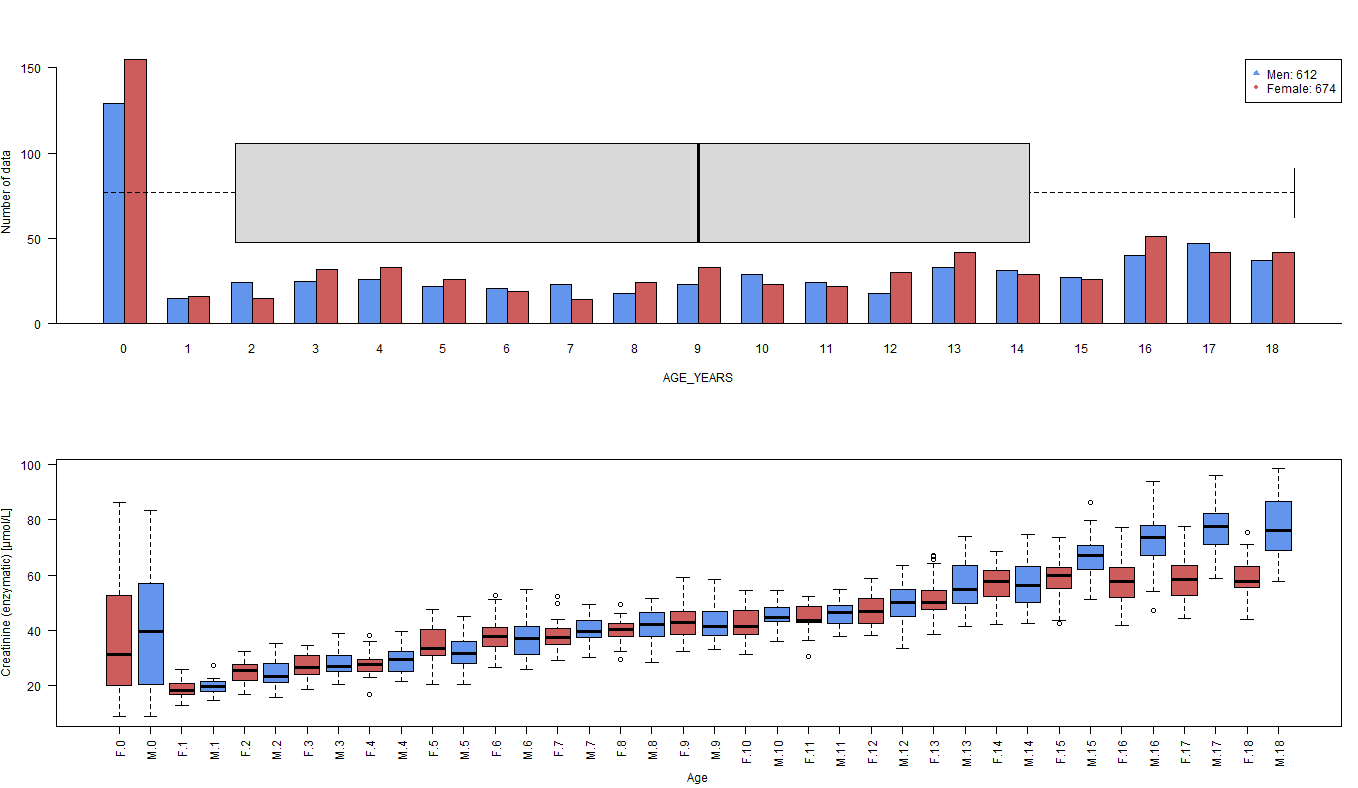 Men: 612
Female: 674
Number of data
150
100
50
0
0 1 2 3 4 5 6 7 8 9 10 11 12 13 14 15 16 17 18
AGE_YEARS
Creatinine (enzymatic) [µmol/L]
100
80
60
40
20
F.0 M.0 F.1 M.1 F.2 M.2 F.3 M.3 F.4 M.4 F.5 M.5 F.6 M.6 F.7 M.7 F.8 M.8 F.9 M.9 F.10 M.10 F.11 M.11 F.12 M.12 F.13 M.13 F.14 M.14 F.15 M.15 F.16 M.16 F.17 M.17 F.18 M.18
Age